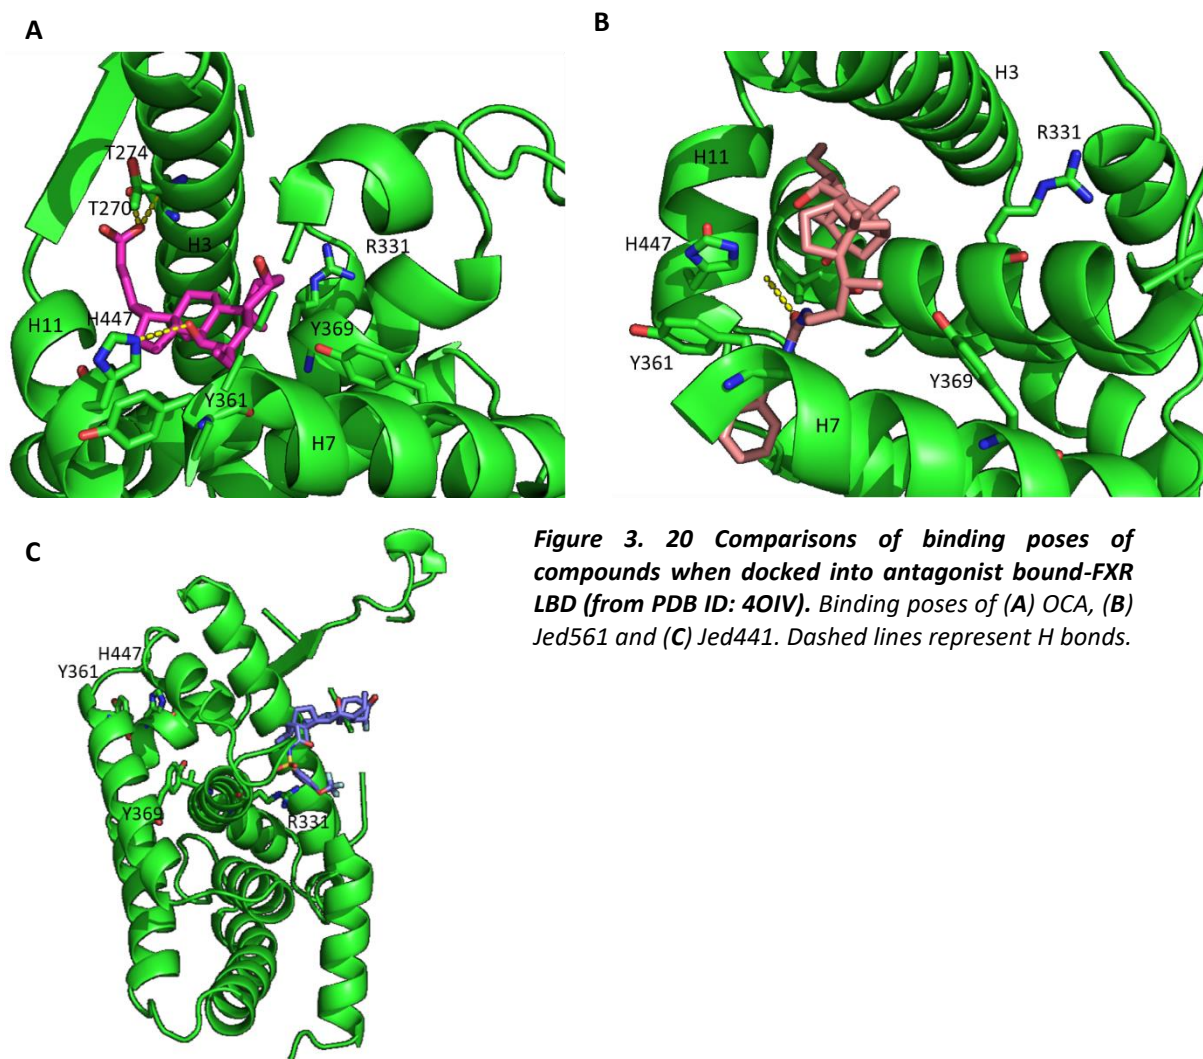 A
T274
T270
H3
R331
H447
H11
Y369
Y361
H7
B
H3
R331
H11
H447
Y361
Y369
H7
C
H447
Y361
Y369
R331
Figure 3. 20 Comparisons of binding poses of
compounds when docked into antagonist bound-FXR
LBD (from PDB ID: 4OIV). Binding poses of (A) OCA, (B)
Jed561 and (C) Jed441. Dashed lines represent H bonds.